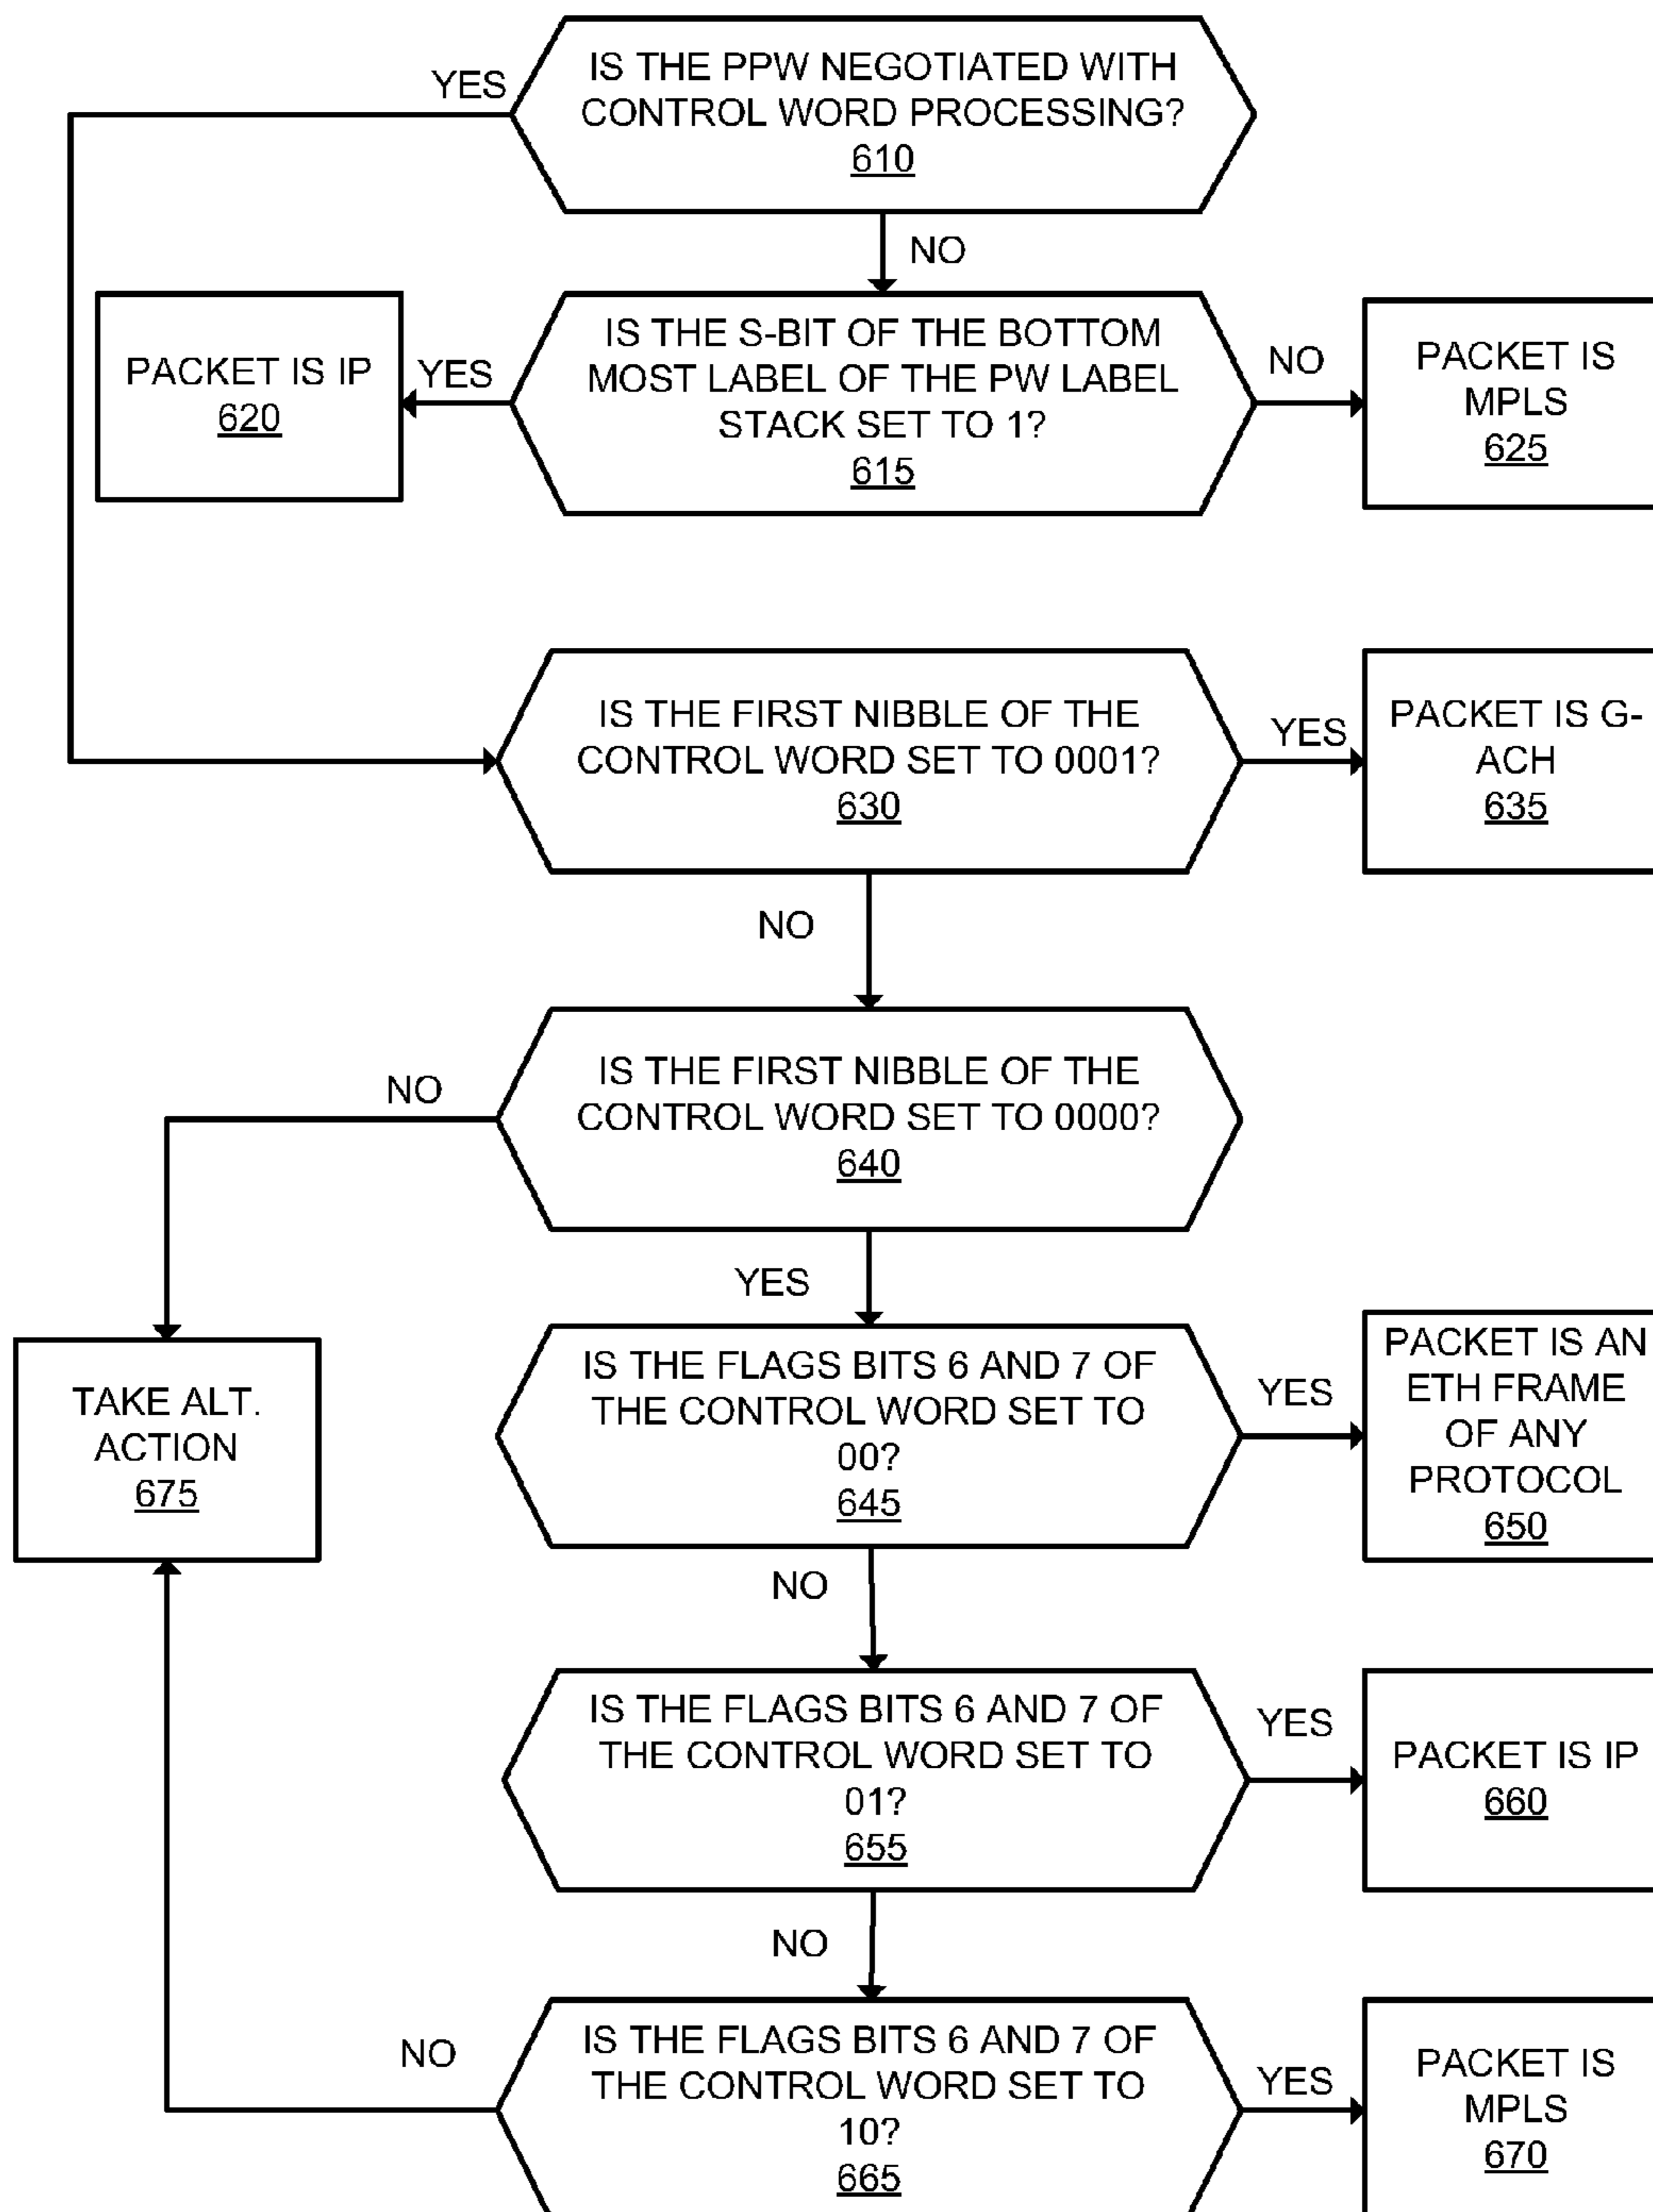 YES
IS THE PPW NEGOTIATED WITH
CONTROL WORD PROCESSING?
610
NO
PACKET IS IP
620
YES
IS THE S-BIT OF THE BOTTOM
MOST LABEL OF THE PW LABEL
STACK SET TO 1?
615
NO
PACKET IS
MPLS
625
IS THE FIRST NIBBLE OF THE
CONTROL WORD SET TO 0001?
630
YES
PACKET IS G-
ACH
635
NO
NO
IS THE FIRST NIBBLE OF THE
CONTROL WORD SET TO 0000?
640
YES
TAKE ALT.
ACTION
675
IS THE FLAGS BITS 6 AND 7 OF
THE CONTROL WORD SET TO
00?
645
YES
PACKET IS AN
ETH FRAME
OF ANY
PROTOCOL
650
NO
IS THE FLAGS BITS 6 AND 7 OF
THE CONTROL WORD SET TO
01?
655
YES
PACKET IS IP
660
NO
NO
IS THE FLAGS BITS 6 AND 7 OF
THE CONTROL WORD SET TO
10?
665
YES
PACKET IS
MPLS
670